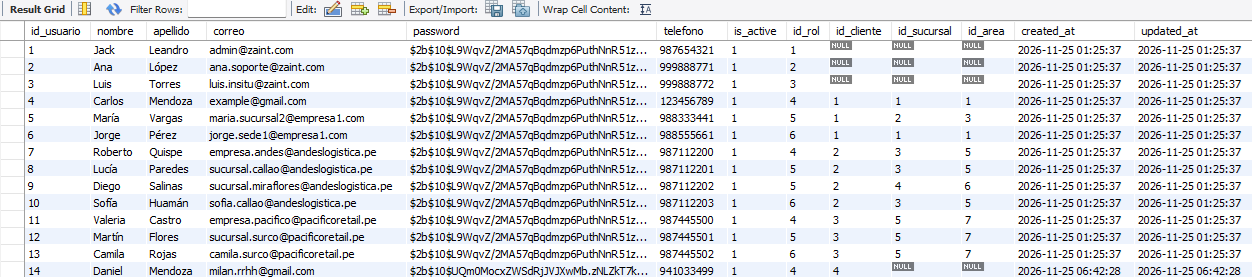 Result Grid Filter Rows: Edit: Export/Import: Wrap Cell Content:
id_usuario nombre apellido correo password telefono is_active id_rol id_cliente id_sucursal id_area created_at updated_at
1 Jack Leandro admin@zaint.com $2b$10$L9WqvZ/2MA57qBqdmzp6PuthNnR51z... 987654321 1 1 NULL NULL NULL 2026-11-25 01:25:37 2026-11-25 01:25:37
2 Ana López ana.soporte@zaint.com $2b$10$L9WqvZ/2MA57qBqdmzp6PuthNnR51z... 999888771 1 2 NULL NULL NULL 2026-11-25 01:25:37 2026-11-25 01:25:37
3 Luis Torres luis.insitu@zaint.com $2b$10$L9WqvZ/2MA57qBqdmzp6PuthNnR51z... 999888772 1 3 NULL NULL NULL 2026-11-25 01:25:37 2026-11-25 01:25:37
4 Carlos Mendoza example@gmail.com $2b$10$L9WqvZ/2MA57qBqdmzp6PuthNnR51z... 123456789 1 4 1 1 1 2026-11-25 01:25:37 2026-11-25 01:25:37
5 María Vargas maria.sucursal2@empresa1.com $2b$10$L9WqvZ/2MA57qBqdmzp6PuthNnR51z... 988333441 1 5 1 2 3 2026-11-25 01:25:37 2026-11-25 01:25:37
6 Jorge Pérez jorge.sede1@empresa1.com $2b$10$L9WqvZ/2MA57qBqdmzp6PuthNnR51z... 988555661 1 6 1 1 1 2026-11-25 01:25:37 2026-11-25 01:25:37
7 Roberto Quispe empresa.andes@andeslogistica.pe $2b$10$L9WqvZ/2MA57qBqdmzp6PuthNnR51z... 987112200 1 4 2 3 5 2026-11-25 01:25:37 2026-11-25 01:25:37
8 Lucía Paredes sucursal.callao@andeslogistica.pe $2b$10$L9WqvZ/2MA57qBqdmzp6PuthNnR51z... 987112201 1 5 2 3 5 2026-11-25 01:25:37 2026-11-25 01:25:37
9 Diego Salinas sucursal.miraflores@andeslogistica.pe $2b$10$L9WqvZ/2MA57qBqdmzp6PuthNnR51z... 987112202 1 5 2 4 6 2026-11-25 01:25:37 2026-11-25 01:25:37
10 Sofía Huamán sofia.callao@andeslogistica.pe $2b$10$L9WqvZ/2MA57qBqdmzp6PuthNnR51z... 987112203 1 6 2 3 5 2026-11-25 01:25:37 2026-11-25 01:25:37
11 Valeria Castro empresa.pacifico@pacificoretail.pe $2b$10$L9WqvZ/2MA57qBqdmzp6PuthNnR51z... 987445500 1 4 3 5 7 2026-11-25 01:25:37 2026-11-25 01:25:37
12 Martín Flores sucursal.surco@pacificoretail.pe $2b$10$L9WqvZ/2MA57qBqdmzp6PuthNnR51z... 987445501 1 5 3 5 7 2026-11-25 01:25:37 2026-11-25 01:25:37
13 Camila Rojas camila.surco@pacificoretail.pe $2b$10$L9WqvZ/2MA57qBqdmzp6PuthNnR51z... 987445502 1 6 3 5 7 2026-11-25 01:25:37 2026-11-25 01:25:37
14 Daniel Mendoza milan.rrhh@gmail.com $2b$10$UQm0MocxZWSdRjJVJXwMb.zNLZkT7k... 941033499 1 4 4 NULL NULL 2026-11-25 06:42:28 2026-11-25 06:42:28